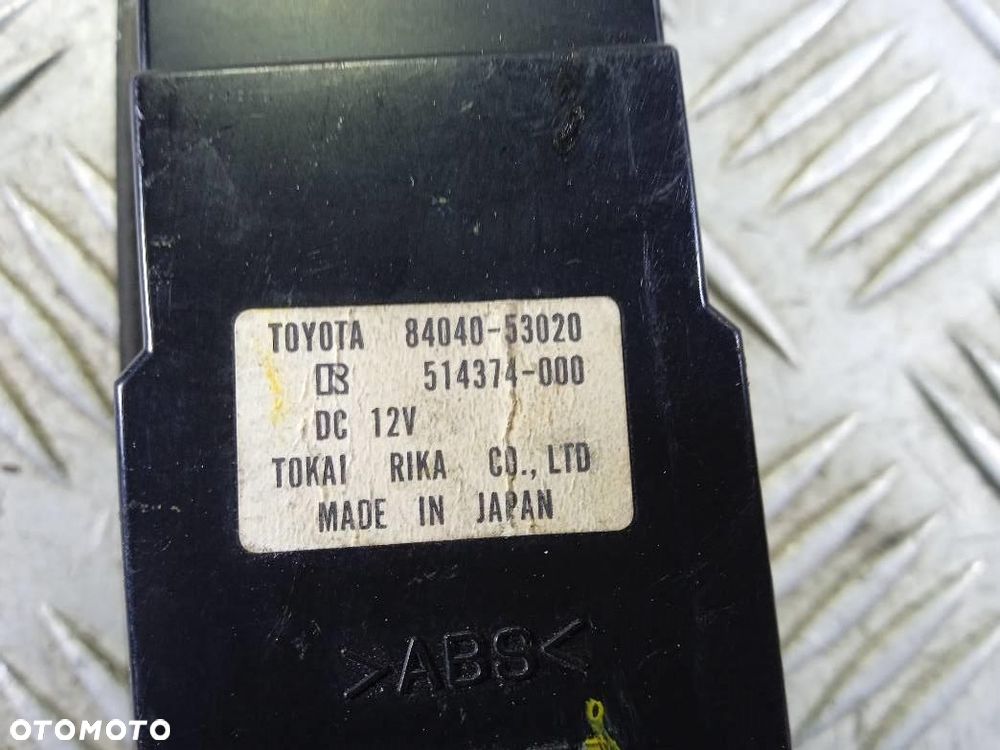 TOYOTA 84040-53020
514374-000
DC 12V
TOKAI RIKA CO., LTD
MADE IN JAPAN
>ABS<
OTOMOTO